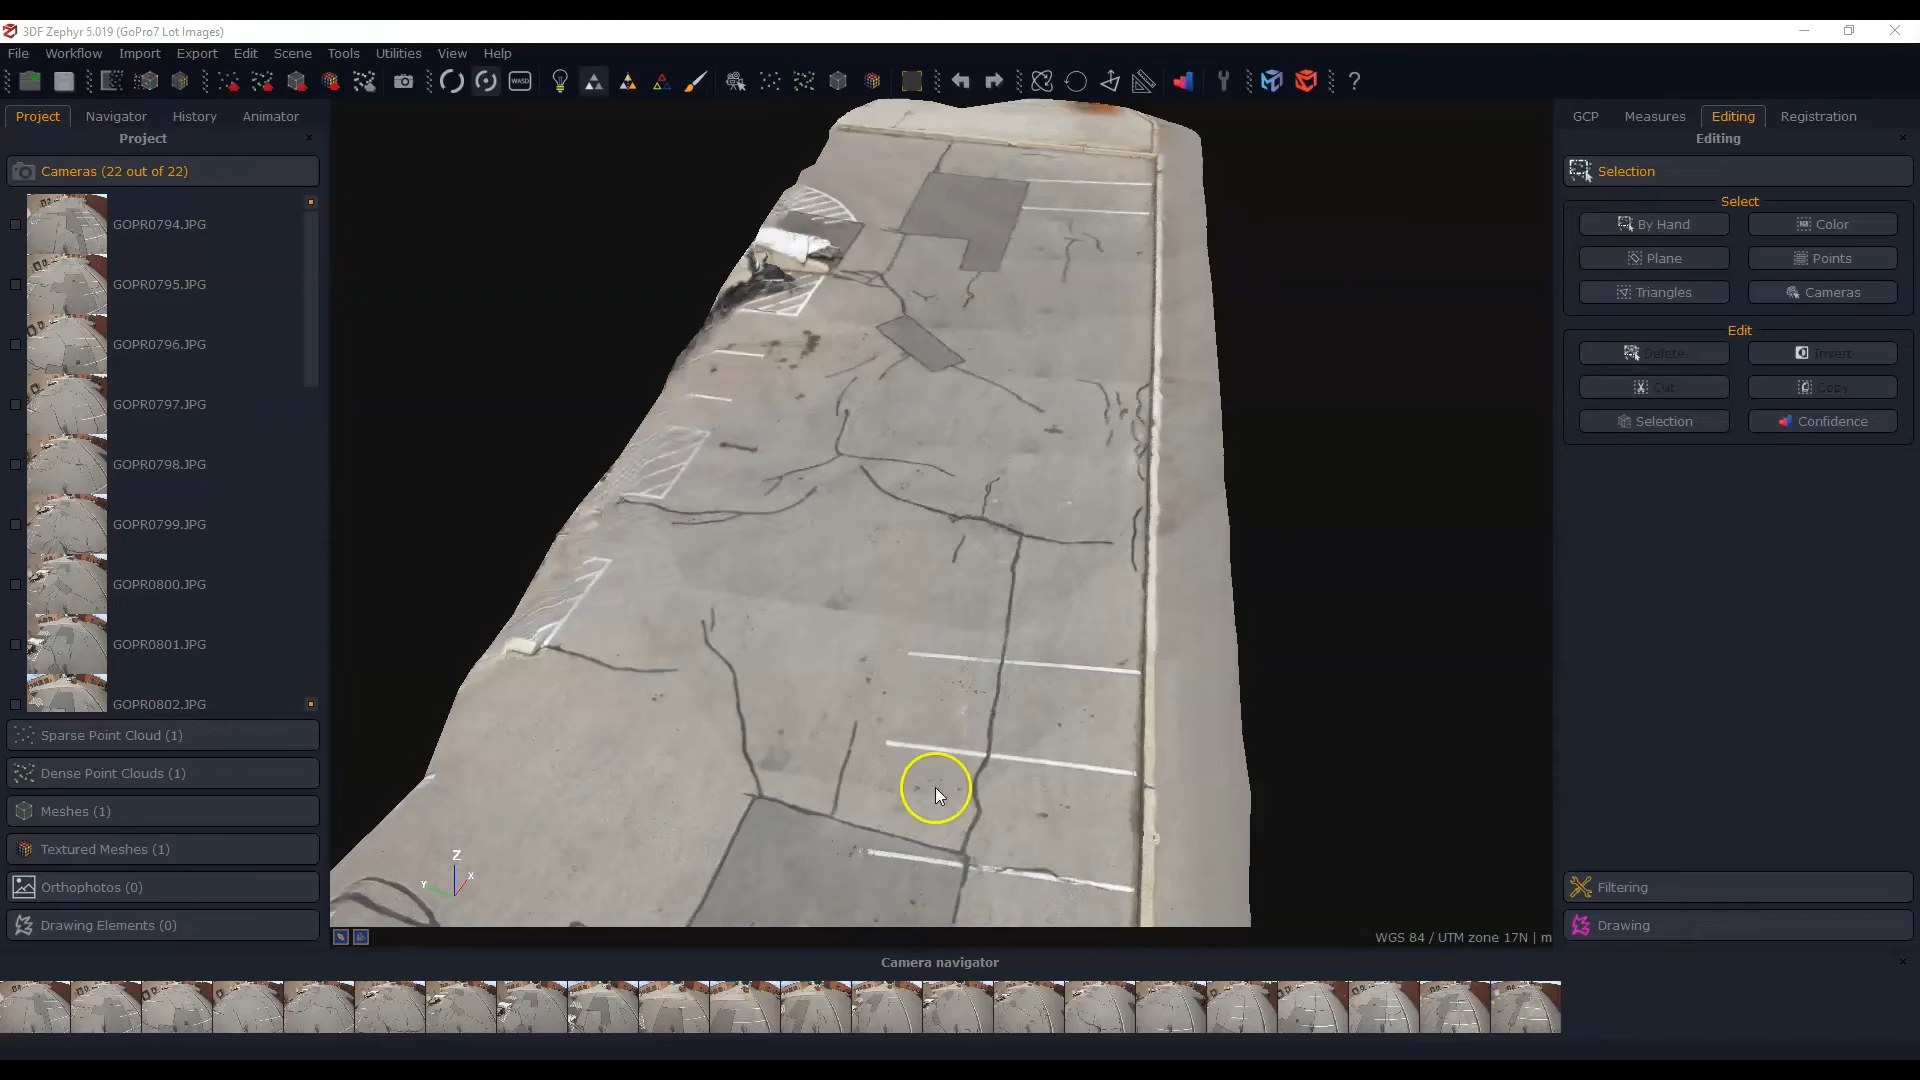 3DF Zephyr 5.019 (GoPro7 Lot Images)
File Workflow Import Export Edit Scene Tools Utilities View Help
WASD
?
Project Navigator History Animator
Project
Cameras (22 out of 22)
GOPR0794.JPG
GOPR0795.JPG
GOPR0796.JPG
GOPR0797.JPG
GOPR0798.JPG
GOPR0799.JPG
GOPR0800.JPG
GOPR0801.JPG
GOPR0802.JPG
Sparse Point Cloud (1)
Dense Point Clouds (1)
Meshes (1)
Textured Meshes (1)
Orthophotos (0)
Drawing Elements (0)
Z
Y
X
WGS 84 / UTM zone 17N | m
GCP Measures Editing Registration
Editing
Selection
Select
By Hand Color
Plane Points
Triangles Cameras
Edit
Delete Invert
Cut Copy
Selection Confidence
Filtering
Drawing
Camera navigator